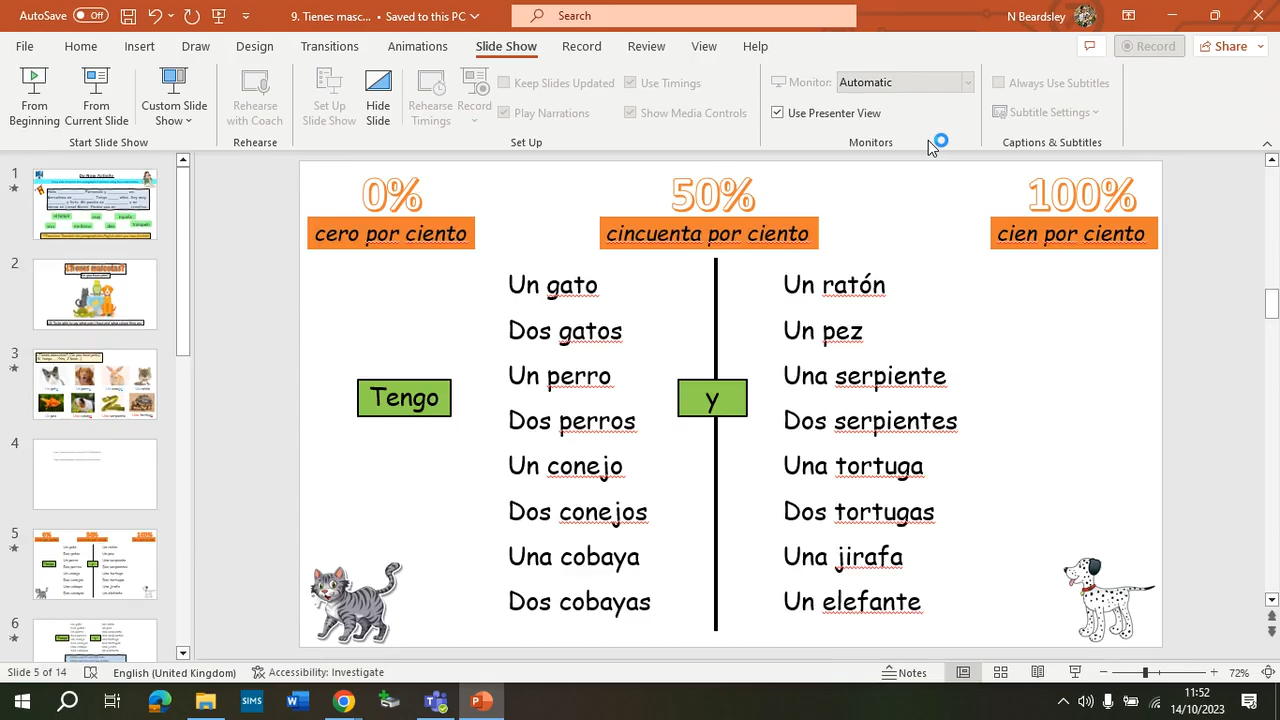 AutoSave Off 9. Tienes masc... • Saved to this PC Search N Beardsley
File Home Insert Draw Design Transitions Animations Slide Show Record Review View Help Record Share
From Beginning
From Current Slide
Custom Slide Show
Rehearse with Coach
Set Up Slide Show
Hide Slide
Rehearse Timings
Record
Keep Slides Updated
Play Narrations
Use Timings
Show Media Controls
Monitor: Automatic
Use Presenter View
Always Use Subtitles
Subtitle Settings
Start Slide Show Rehearse Set Up Monitors Captions & Subtitles
1
2
3
4
5
6
0% 50% 100%
cero por ciento cincuenta por ciento cien por ciento
Un gato
Dos gatos
Un perro
Dos perros
Un conejo
Dos conejos
Una cobaya
Dos cobayas
Tengo
y
Un ratón
Un pez
Una serpiente
Dos serpientes
Una tortuga
Dos tortugas
Una jirafa
Un elefante
Slide 5 of 14 English (United Kingdom) Accessibility: Investigate Notes 72%
SIMS
11:52
14/10/2023